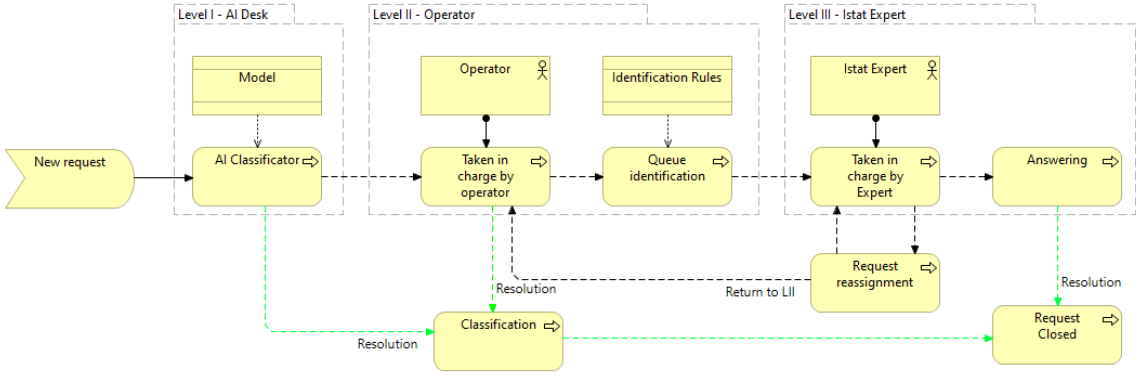 Level I - AI Desk
Level II - Operator
Level III - Istat Expert
Model
Operator
Identification Rules
Istat Expert
New request
AI Classificator
Taken in
charge by
operator
Queue
identification
Taken in
charge by
Expert
Answering
Request
reassignment
Resolution
Return to LII
Resolution
Classification
Request
Closed
Resolution